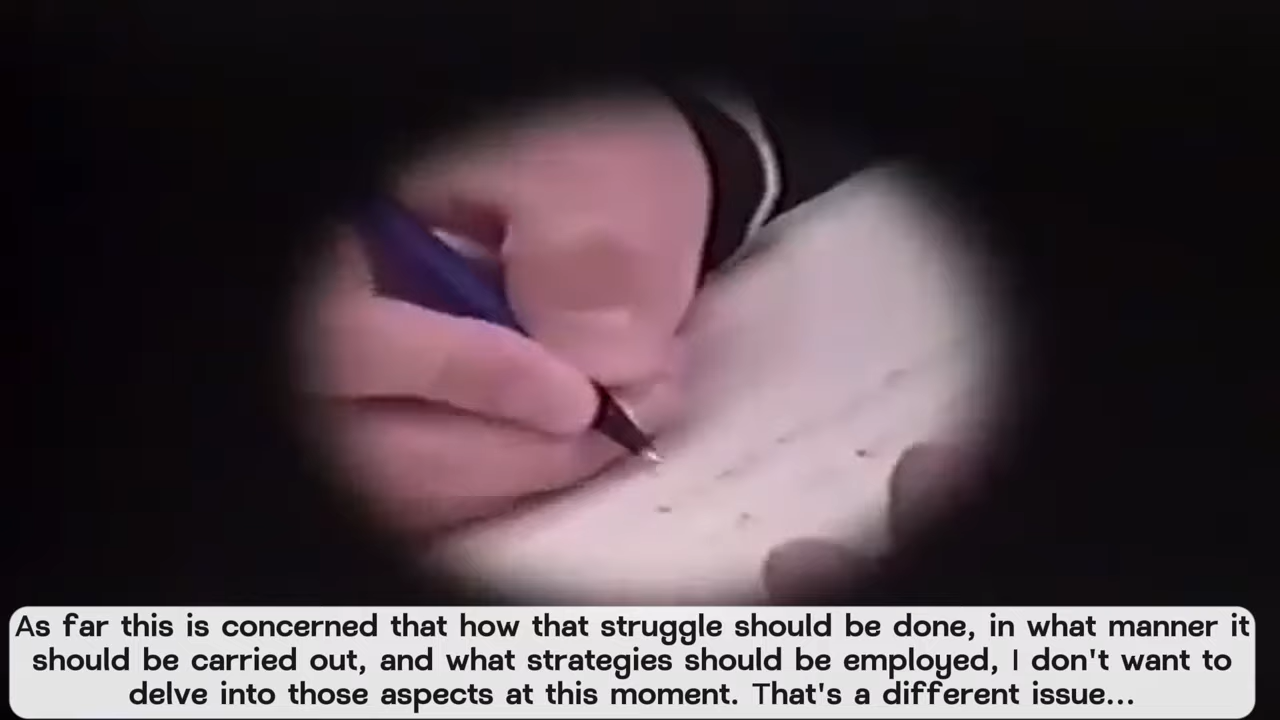 As far this is concerned that how that struggle should be done, in what manner it
should be carried out, and what strategies should be employed, I don't want to
delve into those aspects at this moment. That's a different issue...